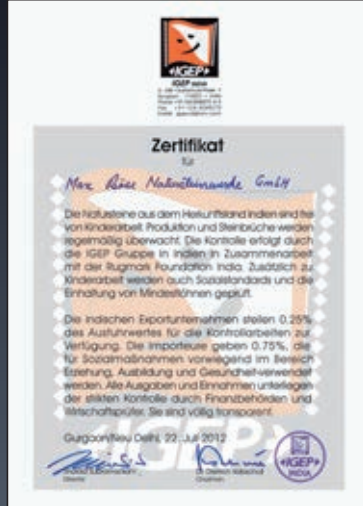 IGEP
IGEP INDIA
Zertifikat
für
Max Böse Natursteinwerke GmbH
Die Natursteine aus dem Herkunftsland Indien sind frei
von Kinderarbeit. Produktion und Steinbrüche werden
regelmäßig überwacht. Die Kontrolle erfolgt durch
die IGEP Gruppe in Indien in Zusammenarbeit
mit der Rugmark Foundation India. Zusätzlich zu
Kinderarbeit werden auch Sozialstandards und die
Einhaltung von Mindestlöhnen geprüft.
Die indischen Exportunternehmen stellen 0.25%
des Ausfuhrwertes für die Kontrollarbeiten zur
Verfügung. Die Importeure geben 0.75%, die
für Sozialmaßnahmen vorwiegend im Bereich
Erziehung, Ausbildung und Gesundheit verwendet
werden. Alle Ausgaben und Einnahmen unterliegen
der strikten Kontrolle durch Finanzbehörden und
Wirtschaftsprüfer. Sie sind völlig transparent.
Gurgaon/Neu Delhi, 22. Juli 2012
IGEP
INDIA
IGEP